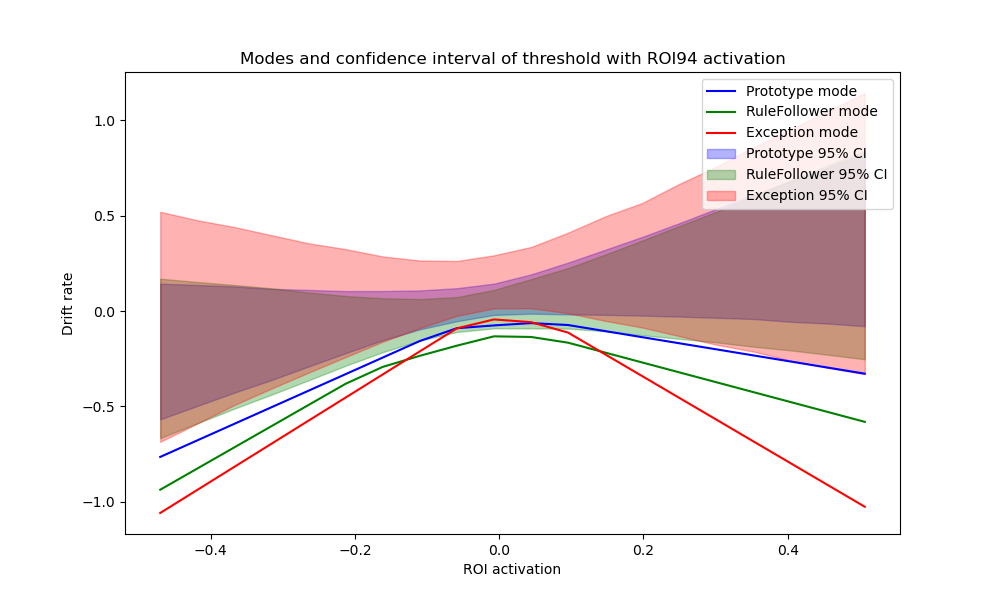 Modes and confidence interval of threshold with ROI94 activation
Prototype mode
RuleFollower mode
Exception mode
Prototype 95% CI
RuleFollower 95% CI
Exception 95% CI
1.0
0.5
0.0
−0.5
−1.0
Drift rate
−0.4
−0.2
0.0
0.2
0.4
ROI activation